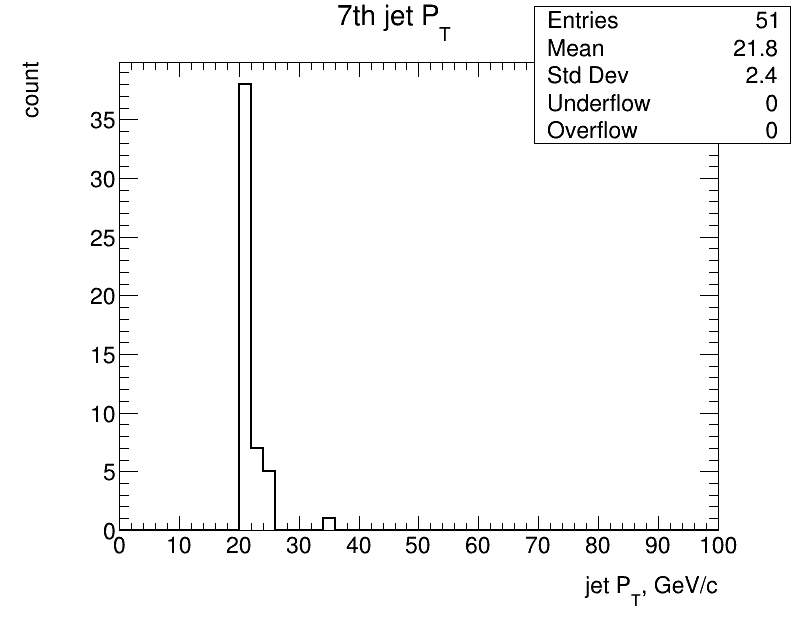 7th jet P_T
Entries 51
Mean 21.8
Std Dev 2.4
Underflow 0
Overflow 0
count
35
30
25
20
15
10
5
0
0 10 20 30 40 50 60 70 80 90 100
jet P_T, GeV/c